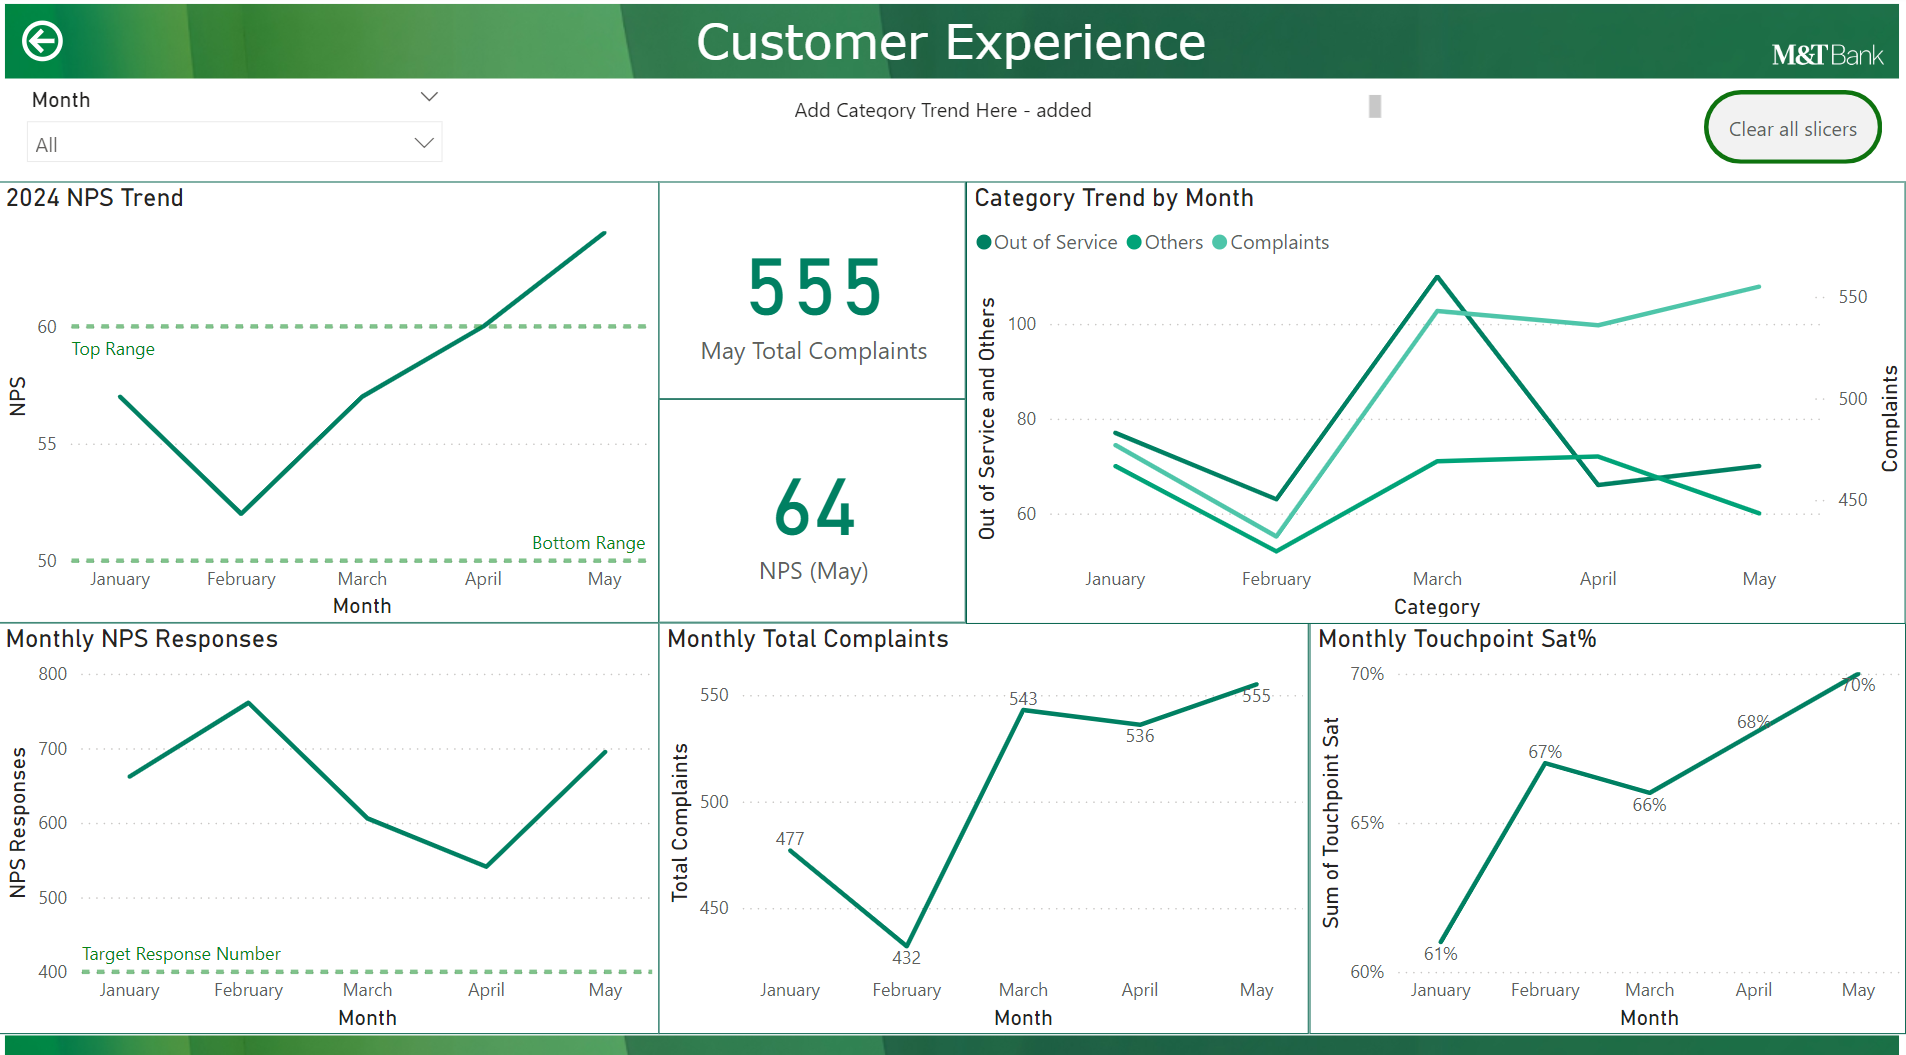 Customer Experience
M&T Bank
Month
All
Add Category Trend Here - added
Clear all slicers
2024 NPS Trend
NPS
60
55
50
Top Range
Bottom Range
January February March April May
Month
555
May Total Complaints
64
NPS (May)
Category Trend by Month
Out of Service Others Complaints
Out of Service and Others
100
80
60
550
500
450
Complaints
January February March April May
Category
Monthly NPS Responses
NPS Responses
800
700
600
500
400
Target Response Number
January February March April May
Month
Monthly Total Complaints
Total Complaints
550
500
450
477
432
543
536
555
January February March April May
Month
Monthly Touchpoint Sat%
Sum of Touchpoint Sat
70%
65%
60%
61%
67%
66%
68%
70%
January February March April May
Month